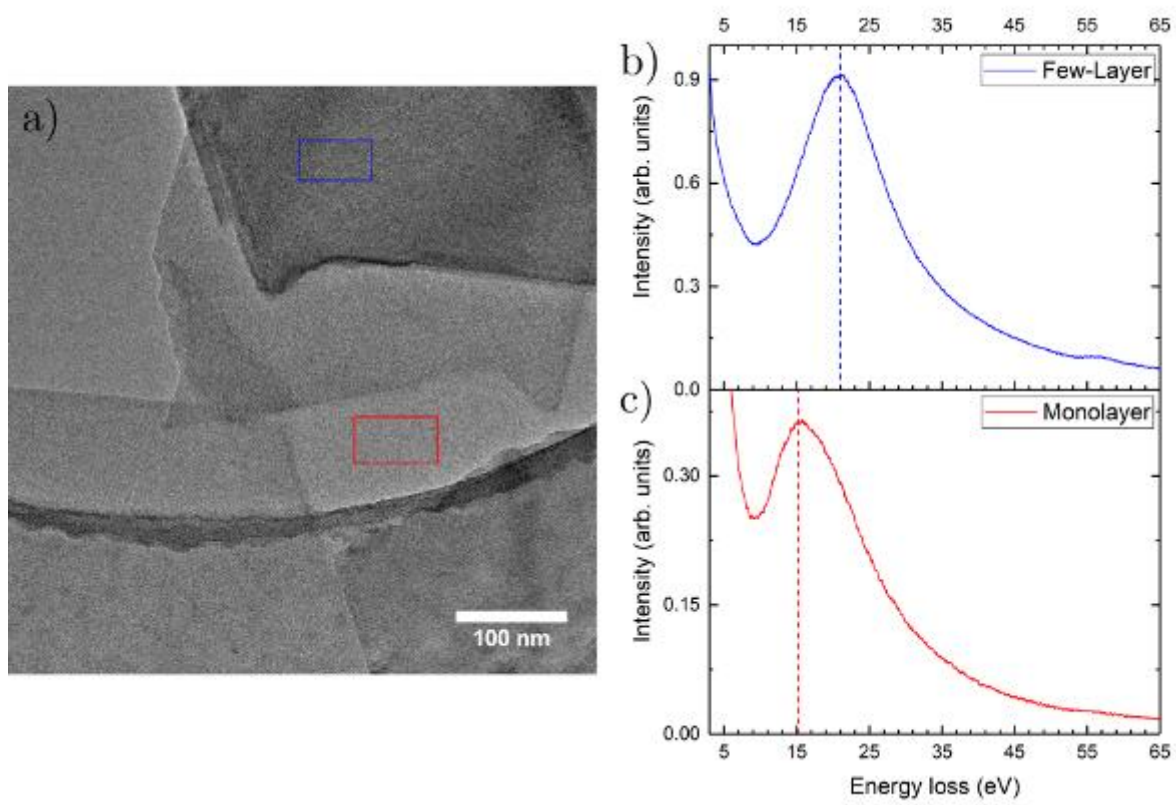 a)
100 nm
5 15 25 35 45 55 65
b)
Few-Layer
0.9
0.6
0.3
0.0
Intensity (arb. units)
c)
Monolayer
0.30
0.15
0.00
Intensity (arb. units)
5 15 25 35 45 55 65
Energy loss (eV)